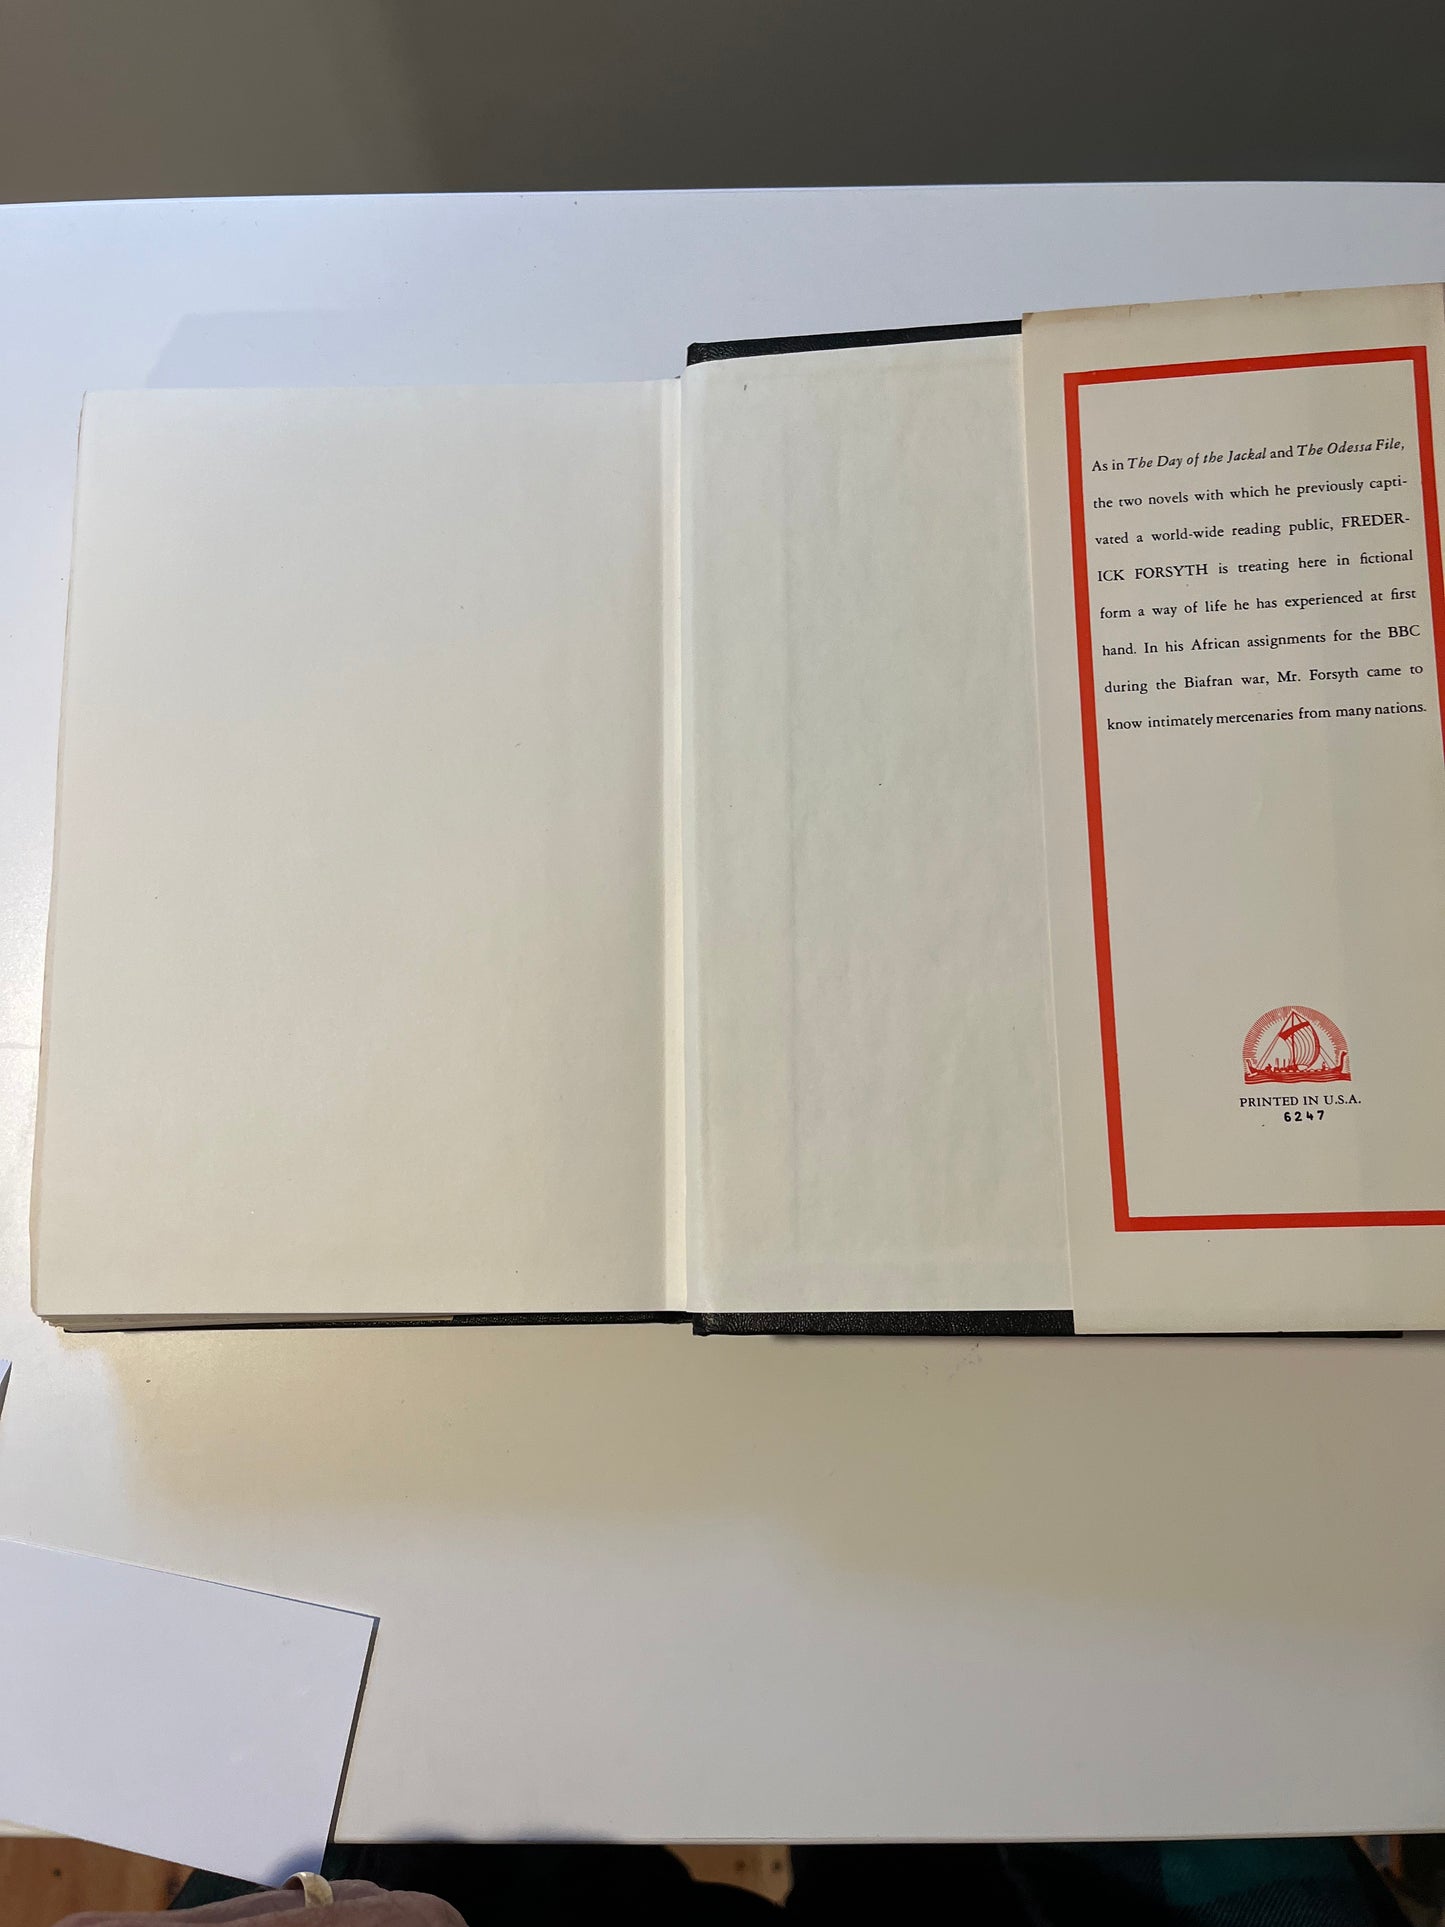 As in The Day of the Jackal and The Odessa File,
the two novels with which he previously capti-
vated a world-wide reading public, FREDER-
ICK FORSYTH is treating here in fictional
form a way of life he has experienced at first
hand. In his African assignments for the BBC
during the Biafran war, Mr. Forsyth came to
know intimately mercenaries from many nations.
PRINTED IN U.S.A.
6247